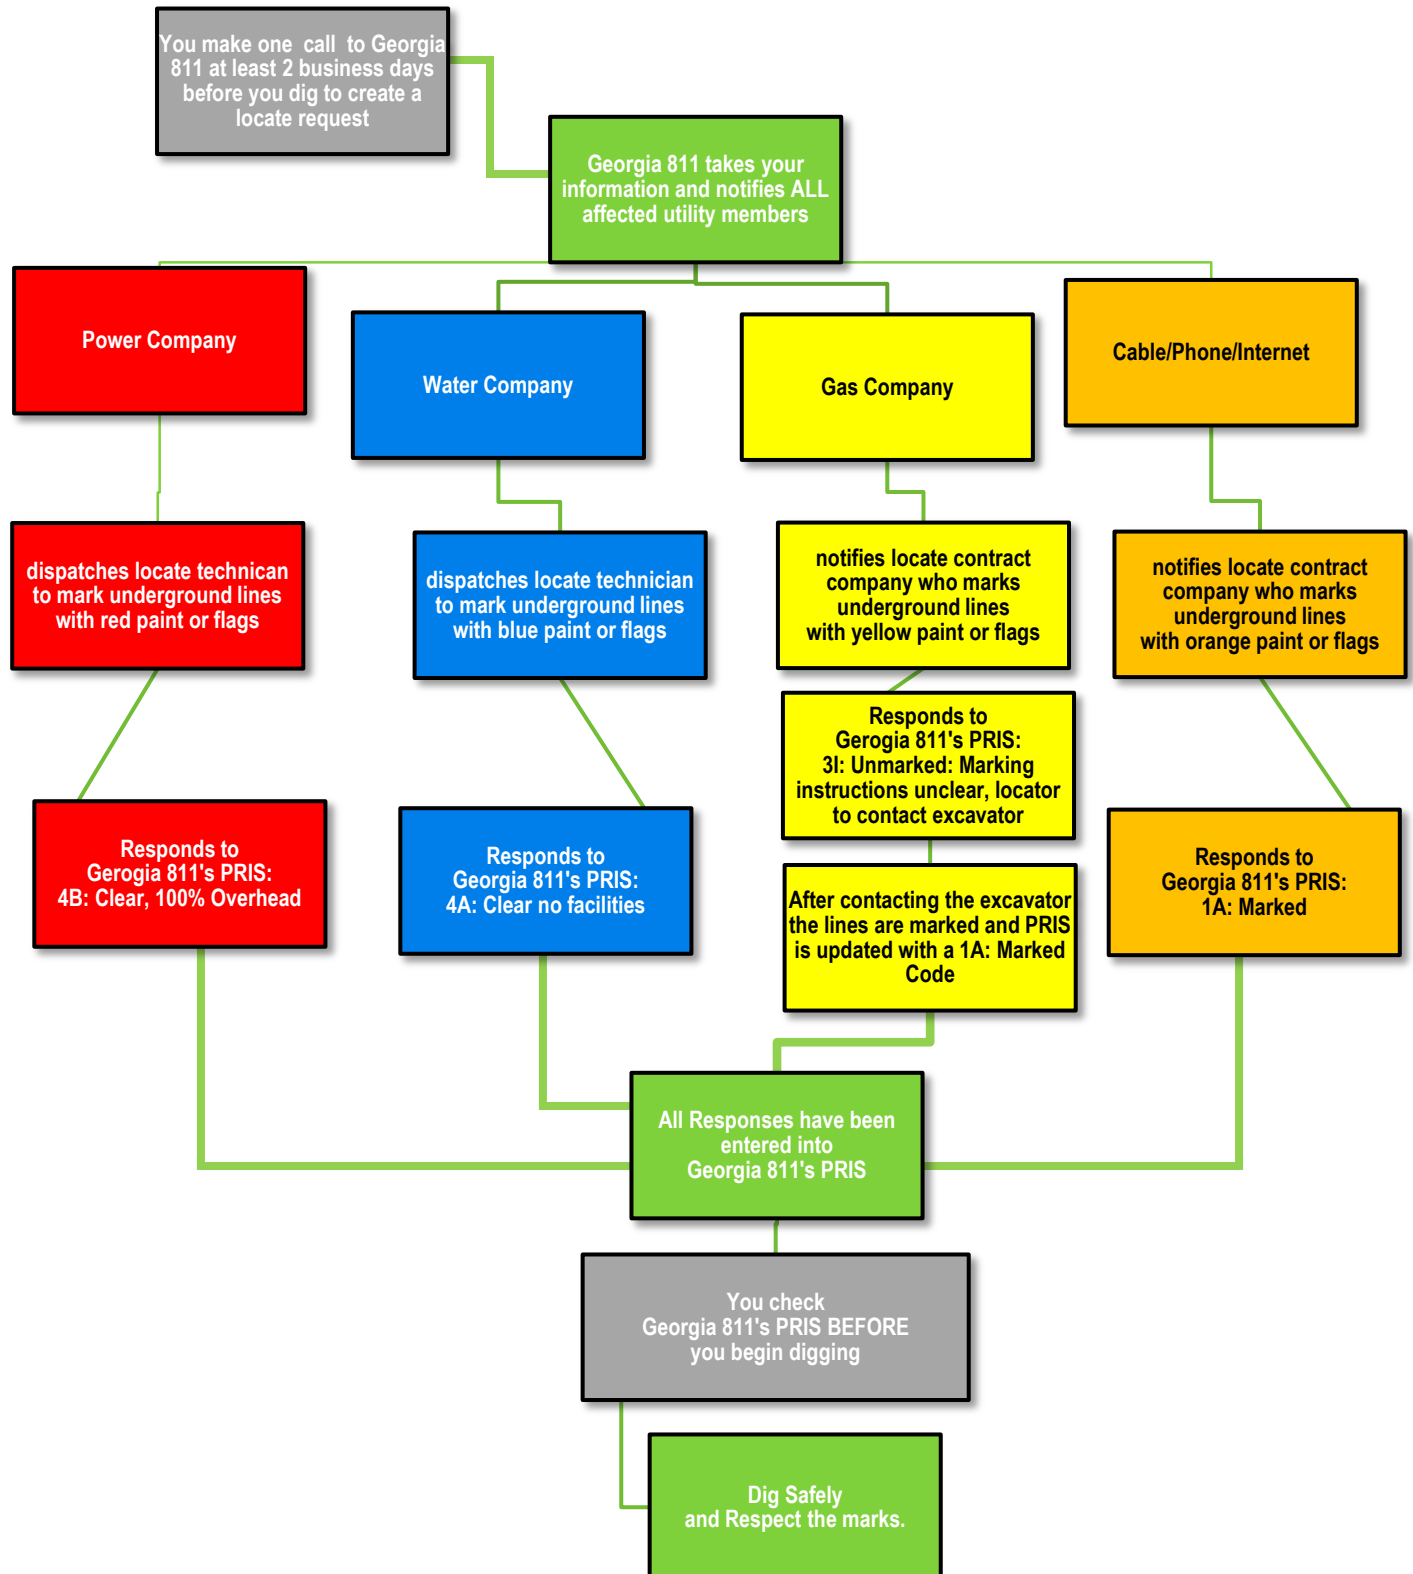 You make one call to Georgia
811 at least 2 business days
before you dig to create a
locate request
Georgia 811 takes your
information and notifies ALL
affected utility members
Power Company
Water Company
Gas Company
Cable/Phone/Internet
dispatches locate technican
to mark underground lines
with red paint or flags
dispatches locate technician
to mark underground lines
with blue paint or flags
notifies locate contract
company who marks
underground lines
with yellow paint or flags
notifies locate contract
company who marks
underground lines
with orange paint or flags
Responds to
Gerogia 811's PRIS:
4B: Clear, 100% Overhead
Responds to
Georgia 811's PRIS:
4A: Clear no facilities
Responds to
Gerogia 811's PRIS:
3I: Unmarked: Marking
instructions unclear, locator
to contact excavator
After contacting the excavator
the lines are marked and PRIS
is updated with a 1A: Marked
Code
Responds to
Georgia 811's PRIS:
1A: Marked
All Responses have been
entered into
Georgia 811's PRIS
You check
Georgia 811's PRIS BEFORE
you begin digging
Dig Safely
and Respect the marks.